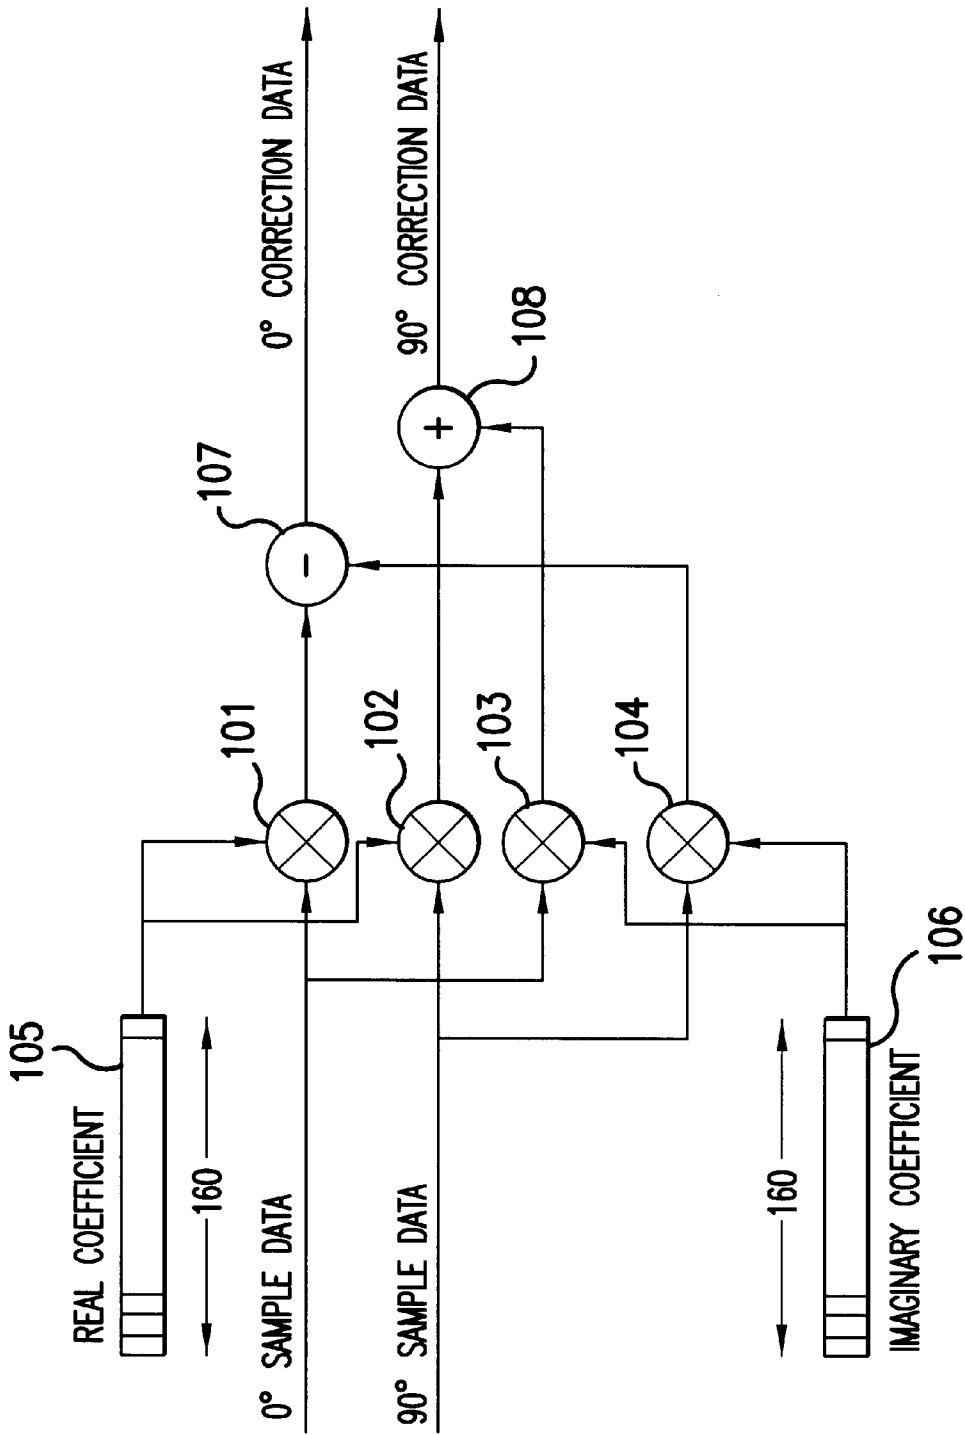 REAL COEFFICIENT
105
160
0° SAMPLE DATA
90° SAMPLE DATA
160
IMAGINARY COEFFICIENT
106
101
102
103
104
107
-
108
+
0° CORRECTION DATA
90° CORRECTION DATA